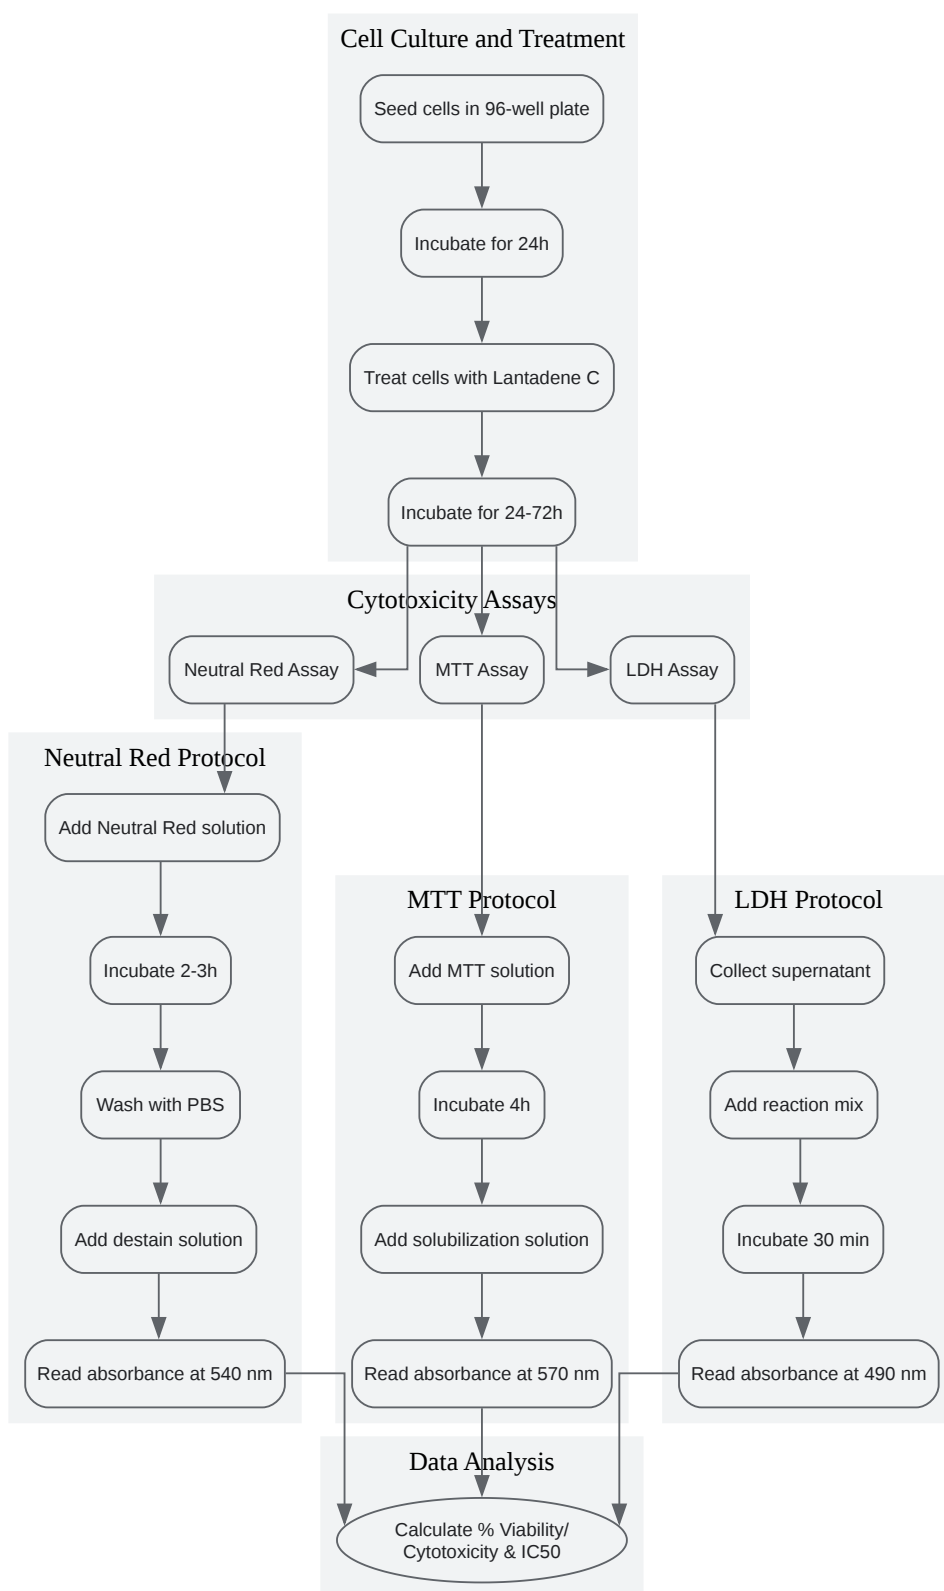 Cell Culture and Treatment
Seed cells in 96-well plate
Incubate for 24h
Treat cells with Lantadene C
Incubate for 24-72h
Cytotoxicity Assays
Neutral Red Assay
MTT Assay
LDH Assay
Neutral Red Protocol
Add Neutral Red solution
Incubate 2-3h
Wash with PBS
Add destain solution
Read absorbance at 540 nm
MTT Protocol
Add MTT solution
Incubate 4h
Add solubilization solution
Read absorbance at 570 nm
LDH Protocol
Collect supernatant
Add reaction mix
Incubate 30 min
Read absorbance at 490 nm
Data Analysis
Calculate % Viability/
Cytotoxicity & IC50